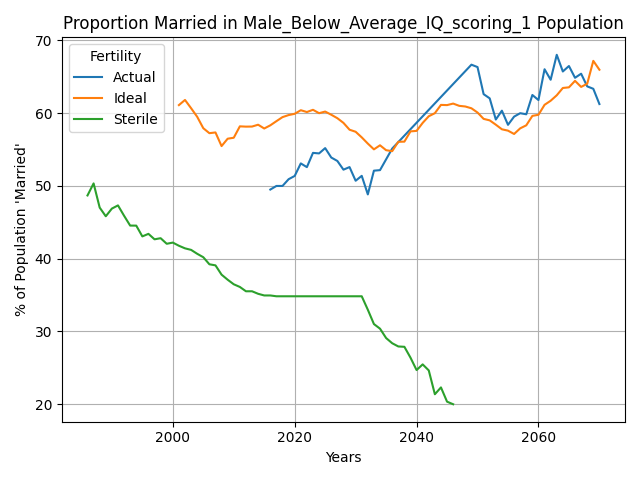 Proportion Married in Male_Below_Average_IQ_scoring_1 Population
% of Population 'Married'
70
60
50
40
30
20
Fertility
Actual
Ideal
Sterile
2000
2020
2040
2060
Years